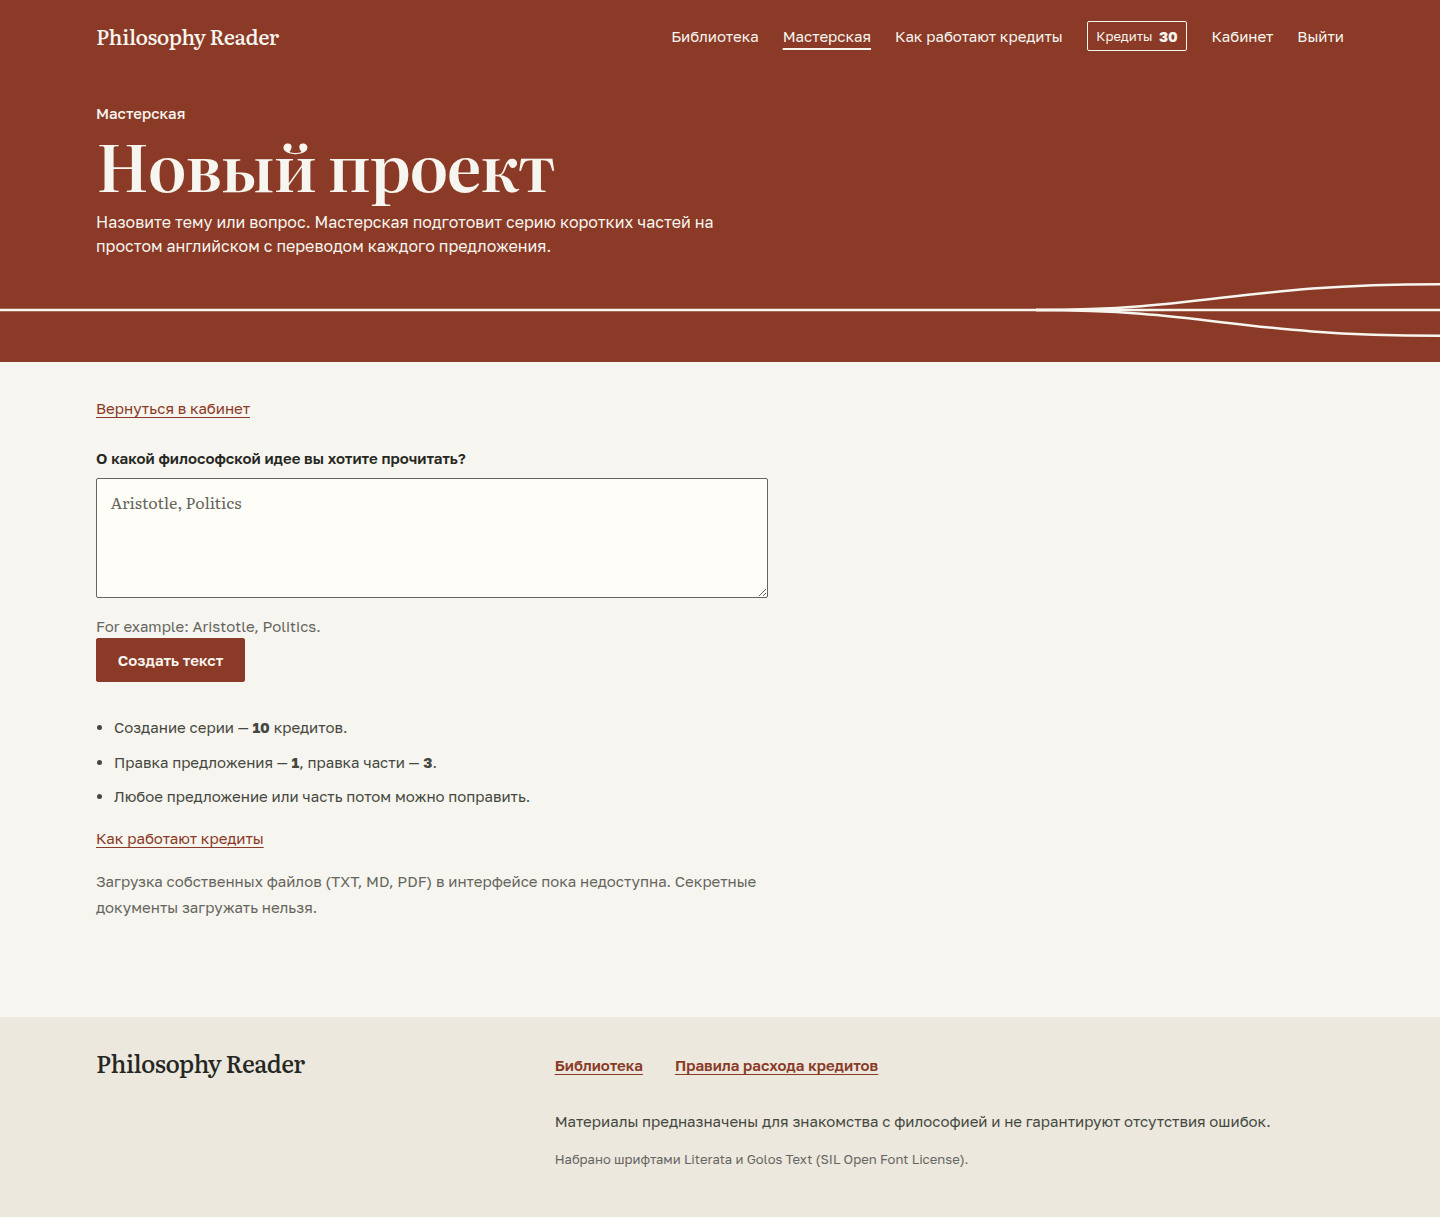 Philosophy Reader
Библиотека
Мастерская
Как работают кредиты
Кредиты 30
Кабинет
Выйти
Мастерская
Новый проект
Назовите тему или вопрос. Мастерская подготовит серию коротких частей на
простом английском с переводом каждого предложения.
Вернуться в кабинет
О какой философской идее вы хотите прочитать?
Aristotle, Politics
For example: Aristotle, Politics.
Создать текст
Создание серии — 10 кредитов.
Правка предложения — 1, правка части — 3.
Любое предложение или часть потом можно поправить.
Как работают кредиты
Загрузка собственных файлов (TXT, MD, PDF) в интерфейсе пока недоступна. Секретные
документы загружать нельзя.
Philosophy Reader
Библиотека
Правила расхода кредитов
Материалы предназначены для знакомства с философией и не гарантируют отсутствия ошибок.
Набрано шрифтами Literata и Golos Text (SIL Open Font License).